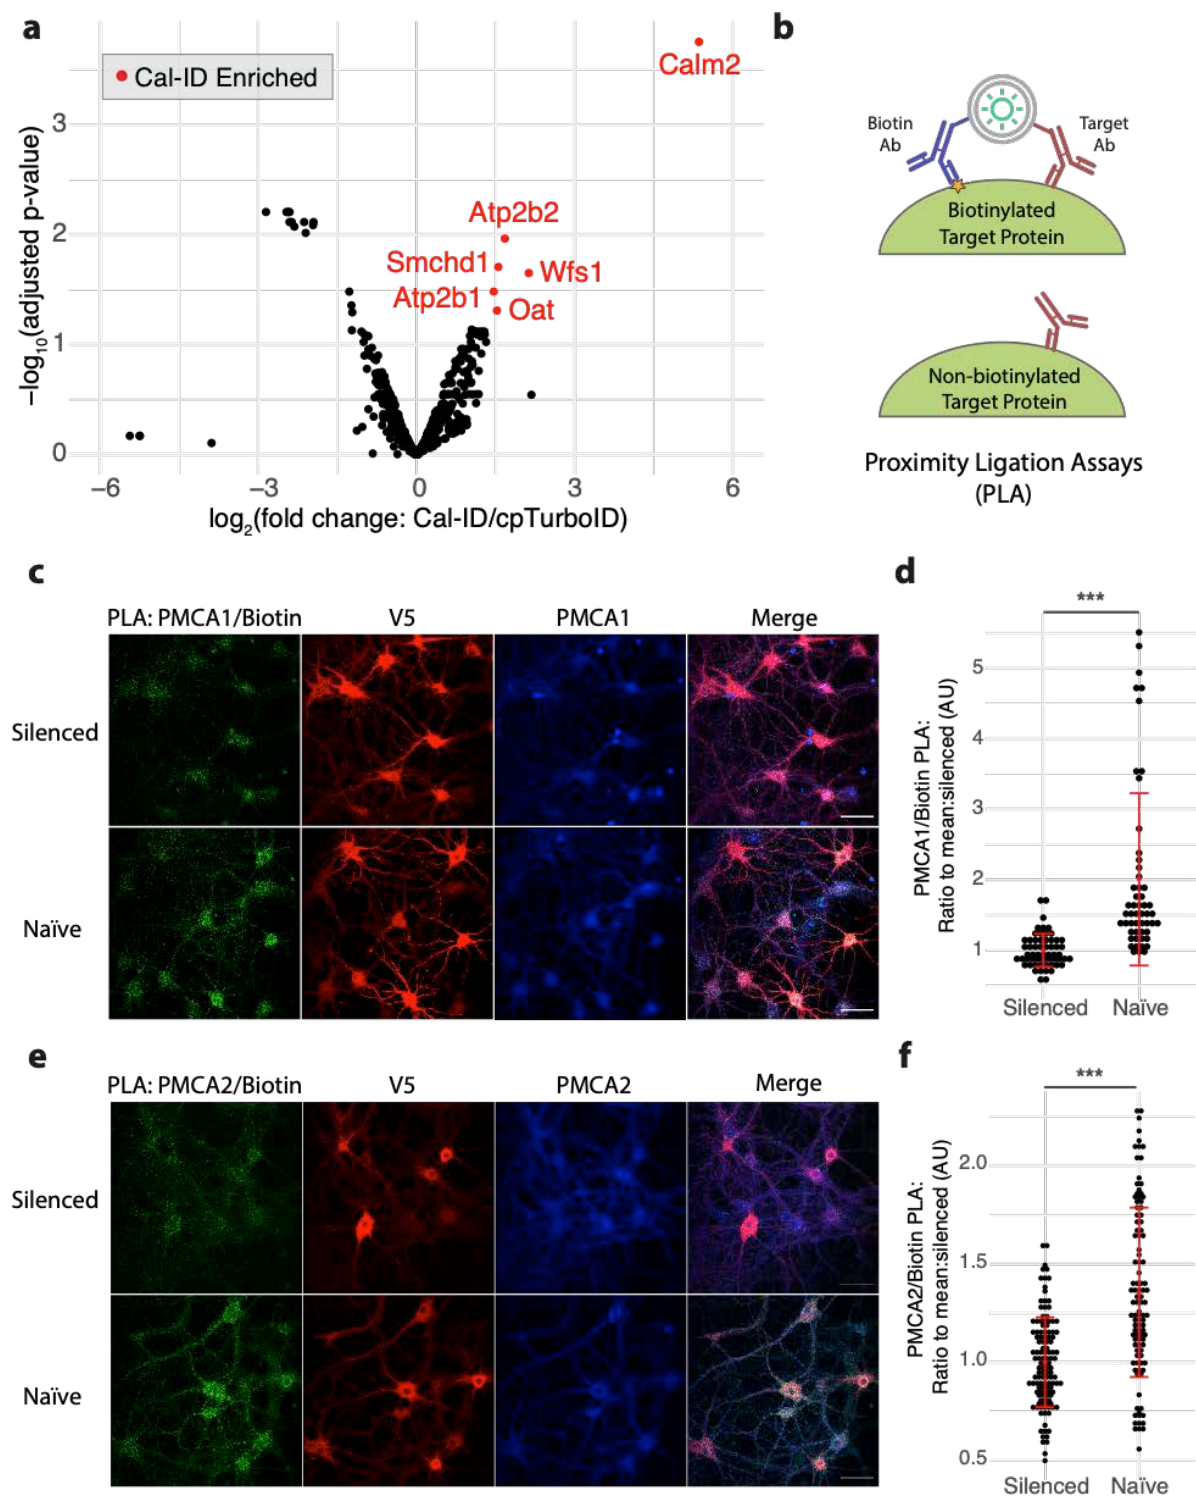 a
Cal-ID Enriched
Calm2
Atp2b2
Smchd1
Wfs1
Atp2b1
Oat
3
2
1
0
−log10(adjusted p-value)
−6
−3
0
3
6
log2(fold change: Cal-ID/cpTurboID)
b
Biotin
Ab
Target
Ab
Biotinylated
Target Protein
Non-biotinylated
Target Protein
Proximity Ligation Assays
(PLA)
c
PLA: PMCA1/Biotin
V5
PMCA1
Merge
Silenced
Naïve
d
***
PMCA1/Biotin PLA:
Ratio to mean:silenced (AU)
5
4
3
2
1
Silenced
Naïve
e
PLA: PMCA2/Biotin
V5
PMCA2
Merge
Silenced
Naïve
f
***
PMCA2/Biotin PLA:
Ratio to mean:silenced (AU)
2.0
1.5
1.0
0.5
Silenced
Naïve